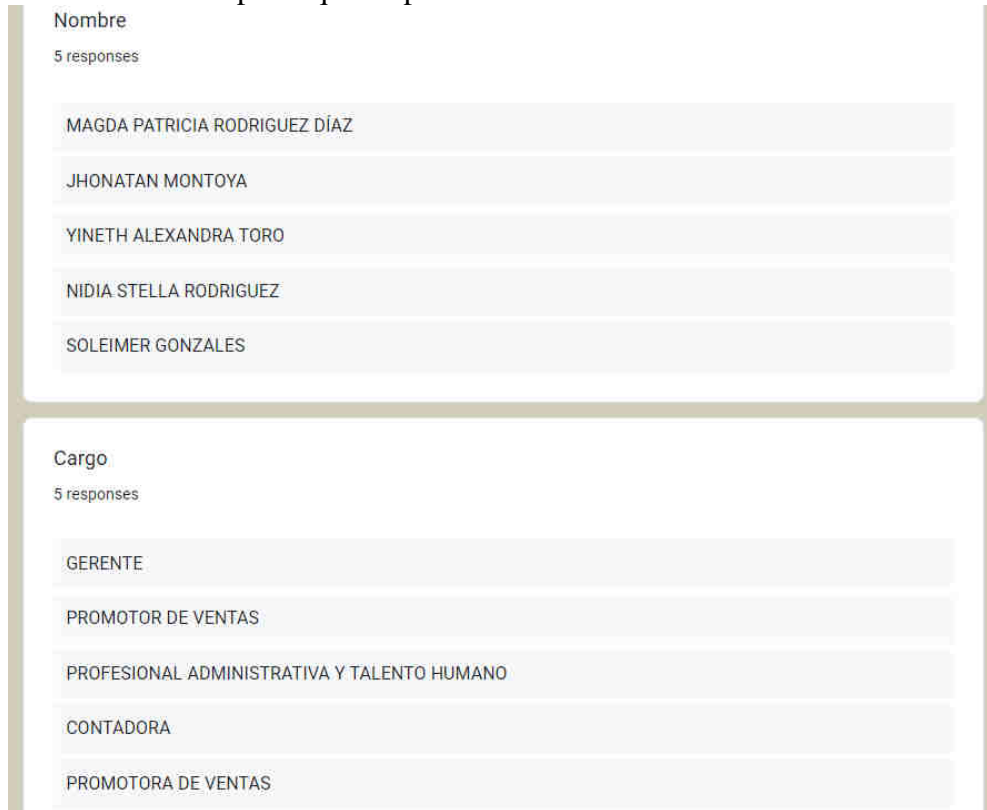 Nombre
5 responses
MAGDA PATRICIA RODRIGUEZ DÍAZ
JHONATAN MONTOYA
YINETH ALEXANDRA TORO
NIDIA STELLA RODRIGUEZ
SOLEIMER GONZALES
Cargo
5 responses
GERENTE
PROMOTOR DE VENTAS
PROFESIONAL ADMINISTRATIVA Y TALENTO HUMANO
CONTADORA
PROMOTORA DE VENTAS